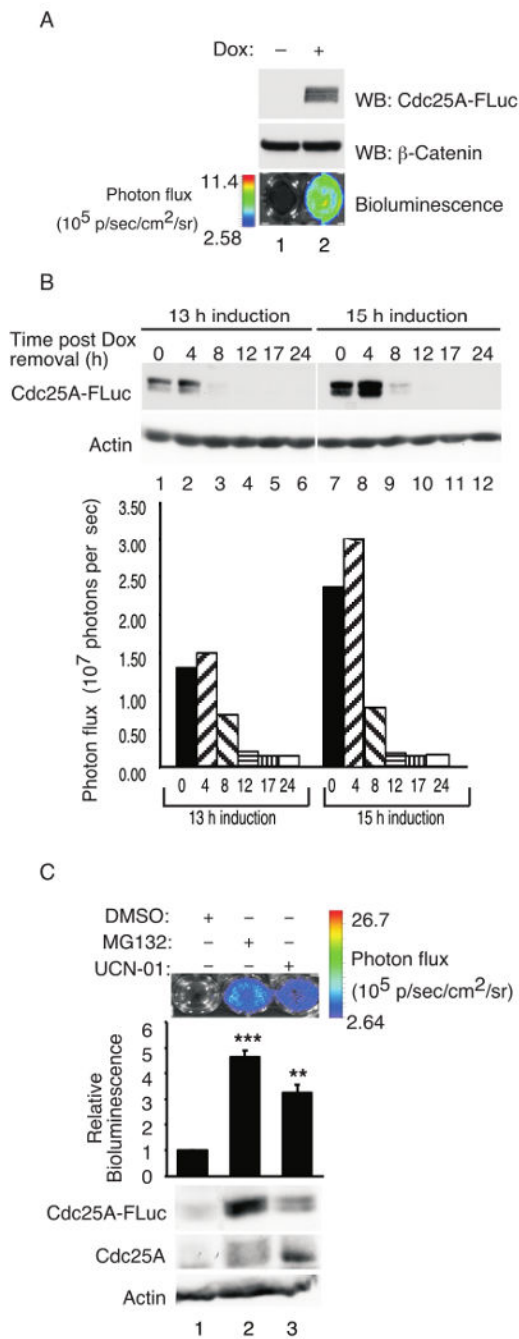 A
Dox: – +
WB: Cdc25A-FLuc
WB: β-Catenin
Photon flux
(10⁵ p/sec/cm²/sr)
11.4
2.58
Bioluminescence
1 2
B
13 h induction 15 h induction
Time post Dox
removal (h)
0 4 8 12 17 24 0 4 8 12 17 24
Cdc25A-FLuc
Actin
1 2 3 4 5 6 7 8 9 10 11 12
Photon flux (10⁷ photons per sec)
3.50
3.00
2.50
1.50
1.00
0.50
0.00
0 4 8 12 17 24 0 4 8 12 17 24
13 h induction 15 h induction
C
DMSO: + – –
MG132: – + –
UCN-01: – – +
26.7
Photon flux
(10⁵ p/sec/cm²/sr)
2.64
Relative
Bioluminescence
6
5
4
3
2
1
0
*** **
Cdc25A-FLuc
Cdc25A
Actin
1 2 3